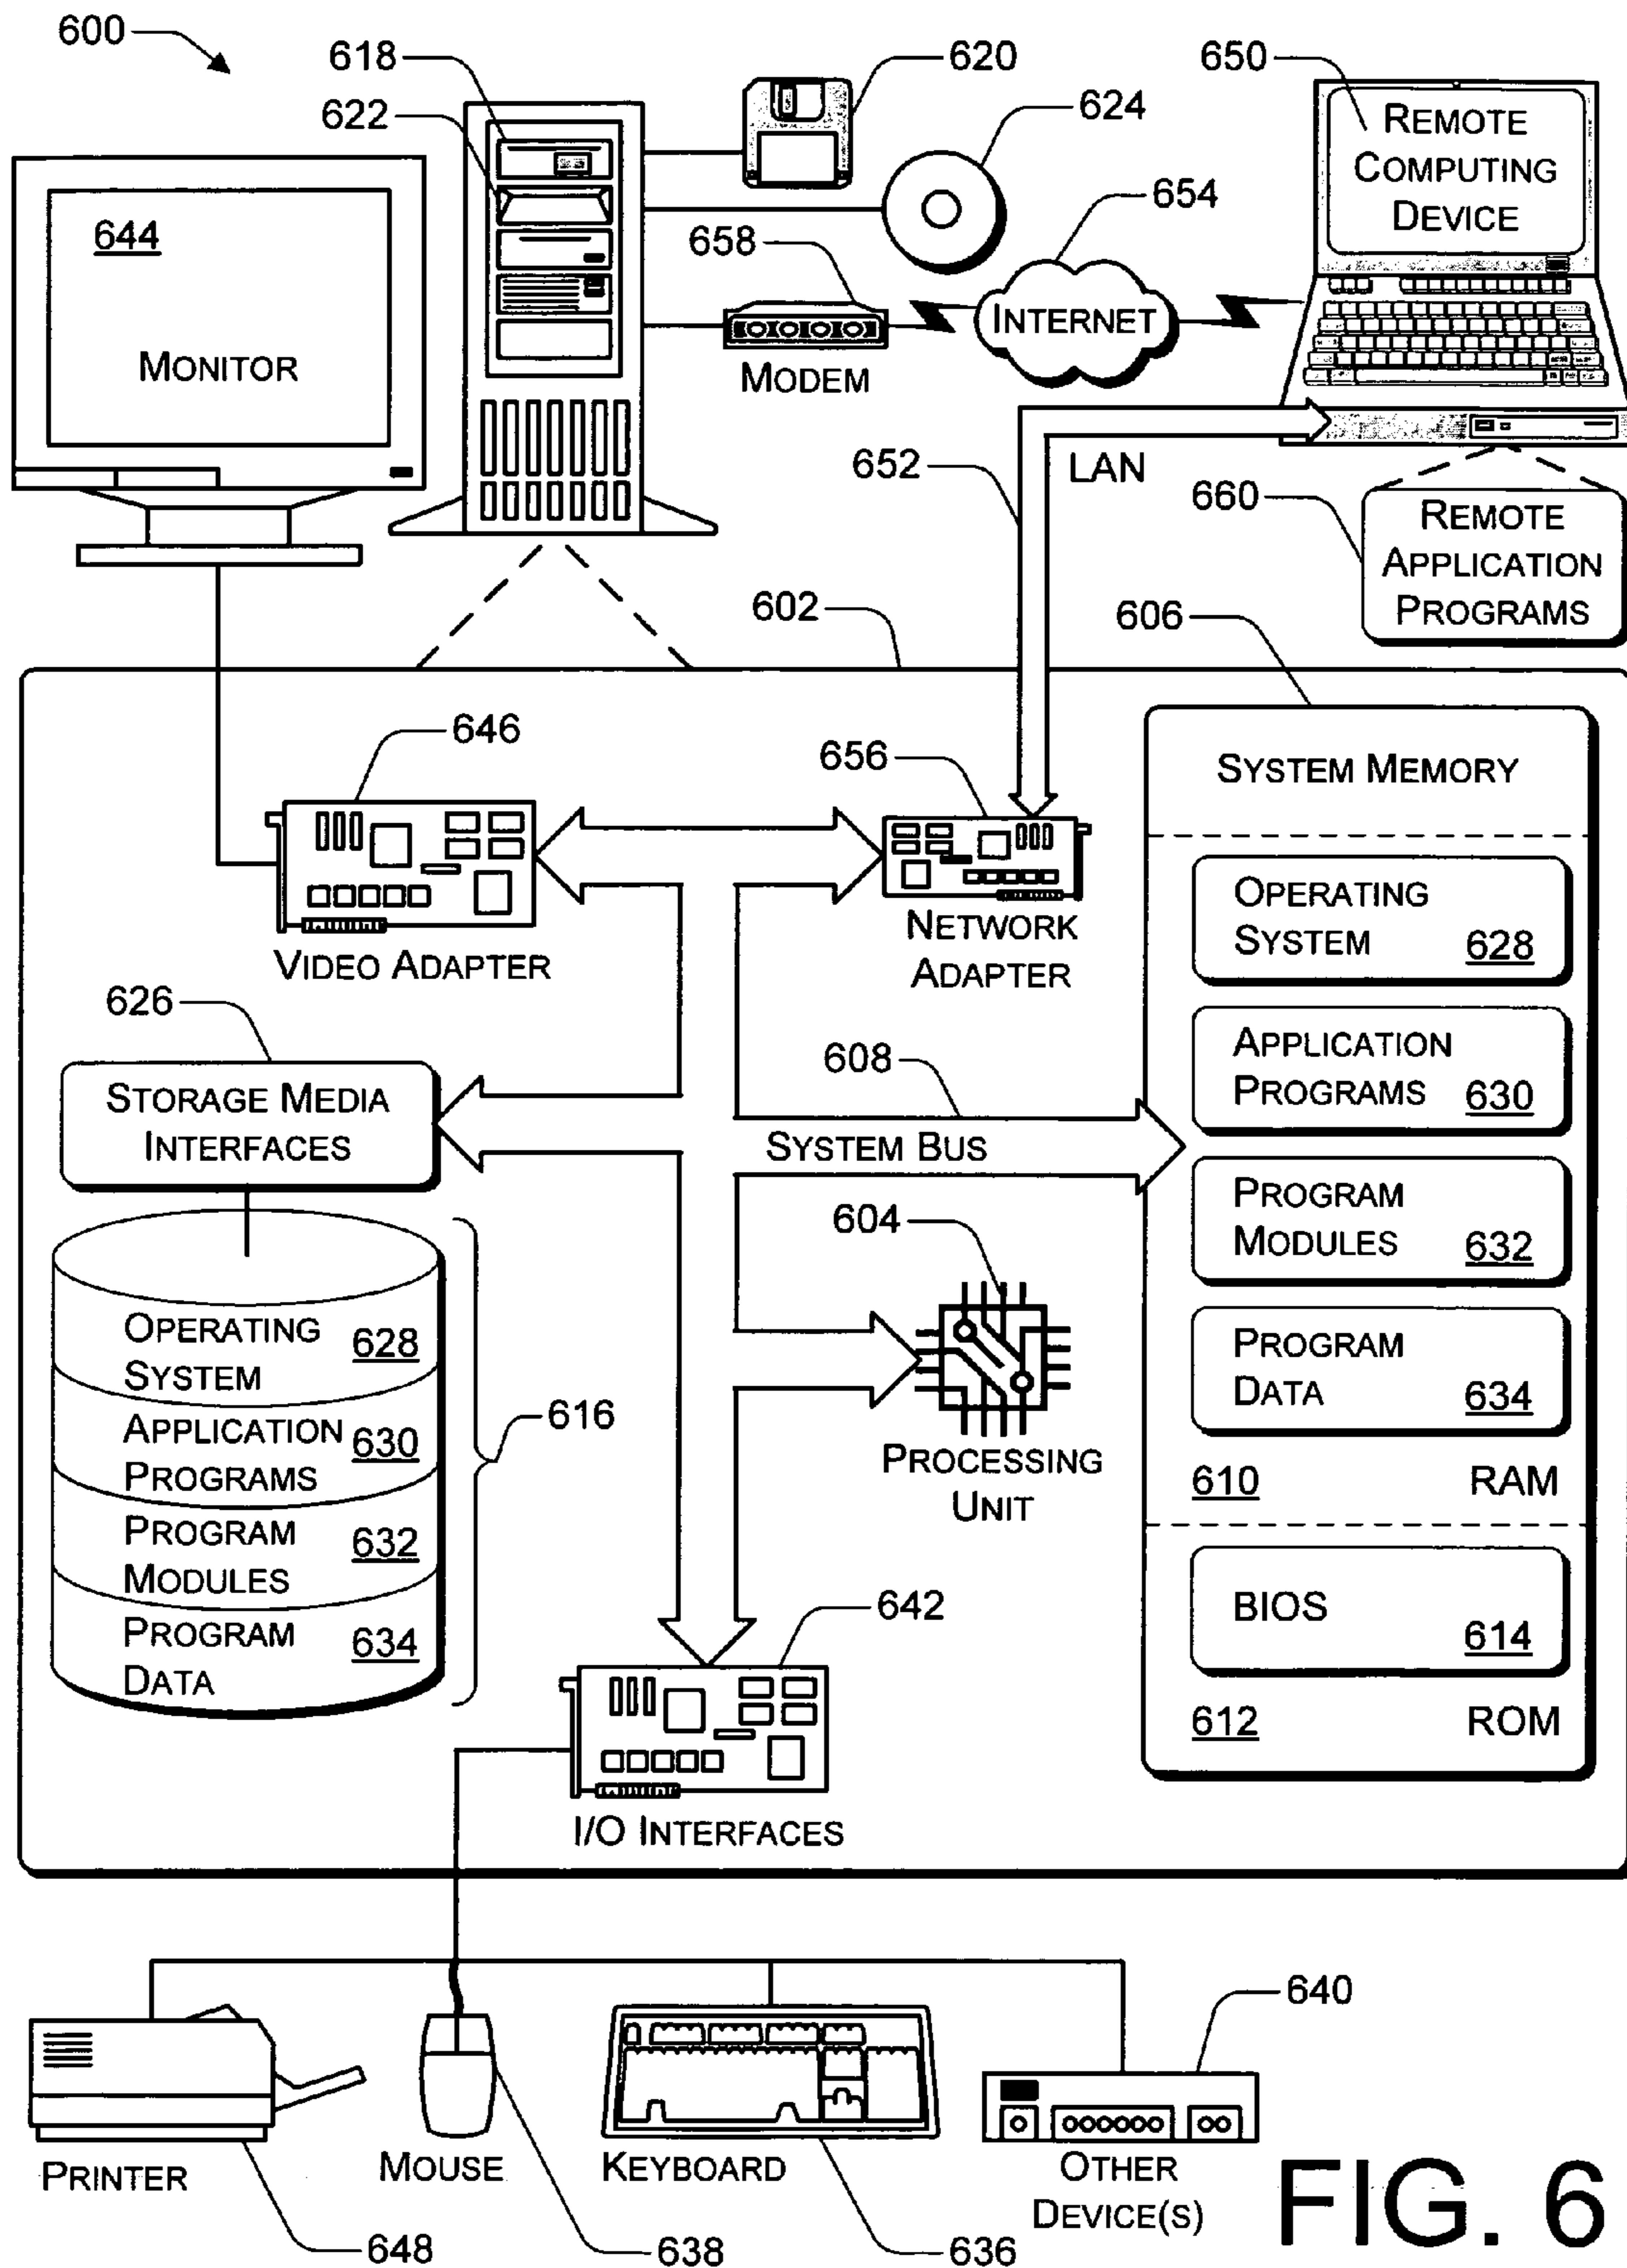 600
618
620
650
622
624
REMOTE
COMPUTING
DEVICE
654
644
658
INTERNET
MONITOR
MODEM
652
LAN
660
REMOTE
APPLICATION
PROGRAMS
602
606
646
656
SYSTEM MEMORY
VIDEO ADAPTER
NETWORK
ADAPTER
OPERATING
SYSTEM 628
626
608
APPLICATION
PROGRAMS 630
STORAGE MEDIA
INTERFACES
SYSTEM BUS
PROGRAM
MODULES 632
604
OPERATING
SYSTEM 628
APPLICATION
PROGRAMS 630
PROGRAM
MODULES 632
PROGRAM
DATA 634
616
PROCESSING
UNIT
PROGRAM
DATA 634
610 RAM
BIOS 614
612 ROM
642
I/O INTERFACES
640
PRINTER
MOUSE
KEYBOARD
OTHER
DEVICE(S)
648
638
636
FIG. 6